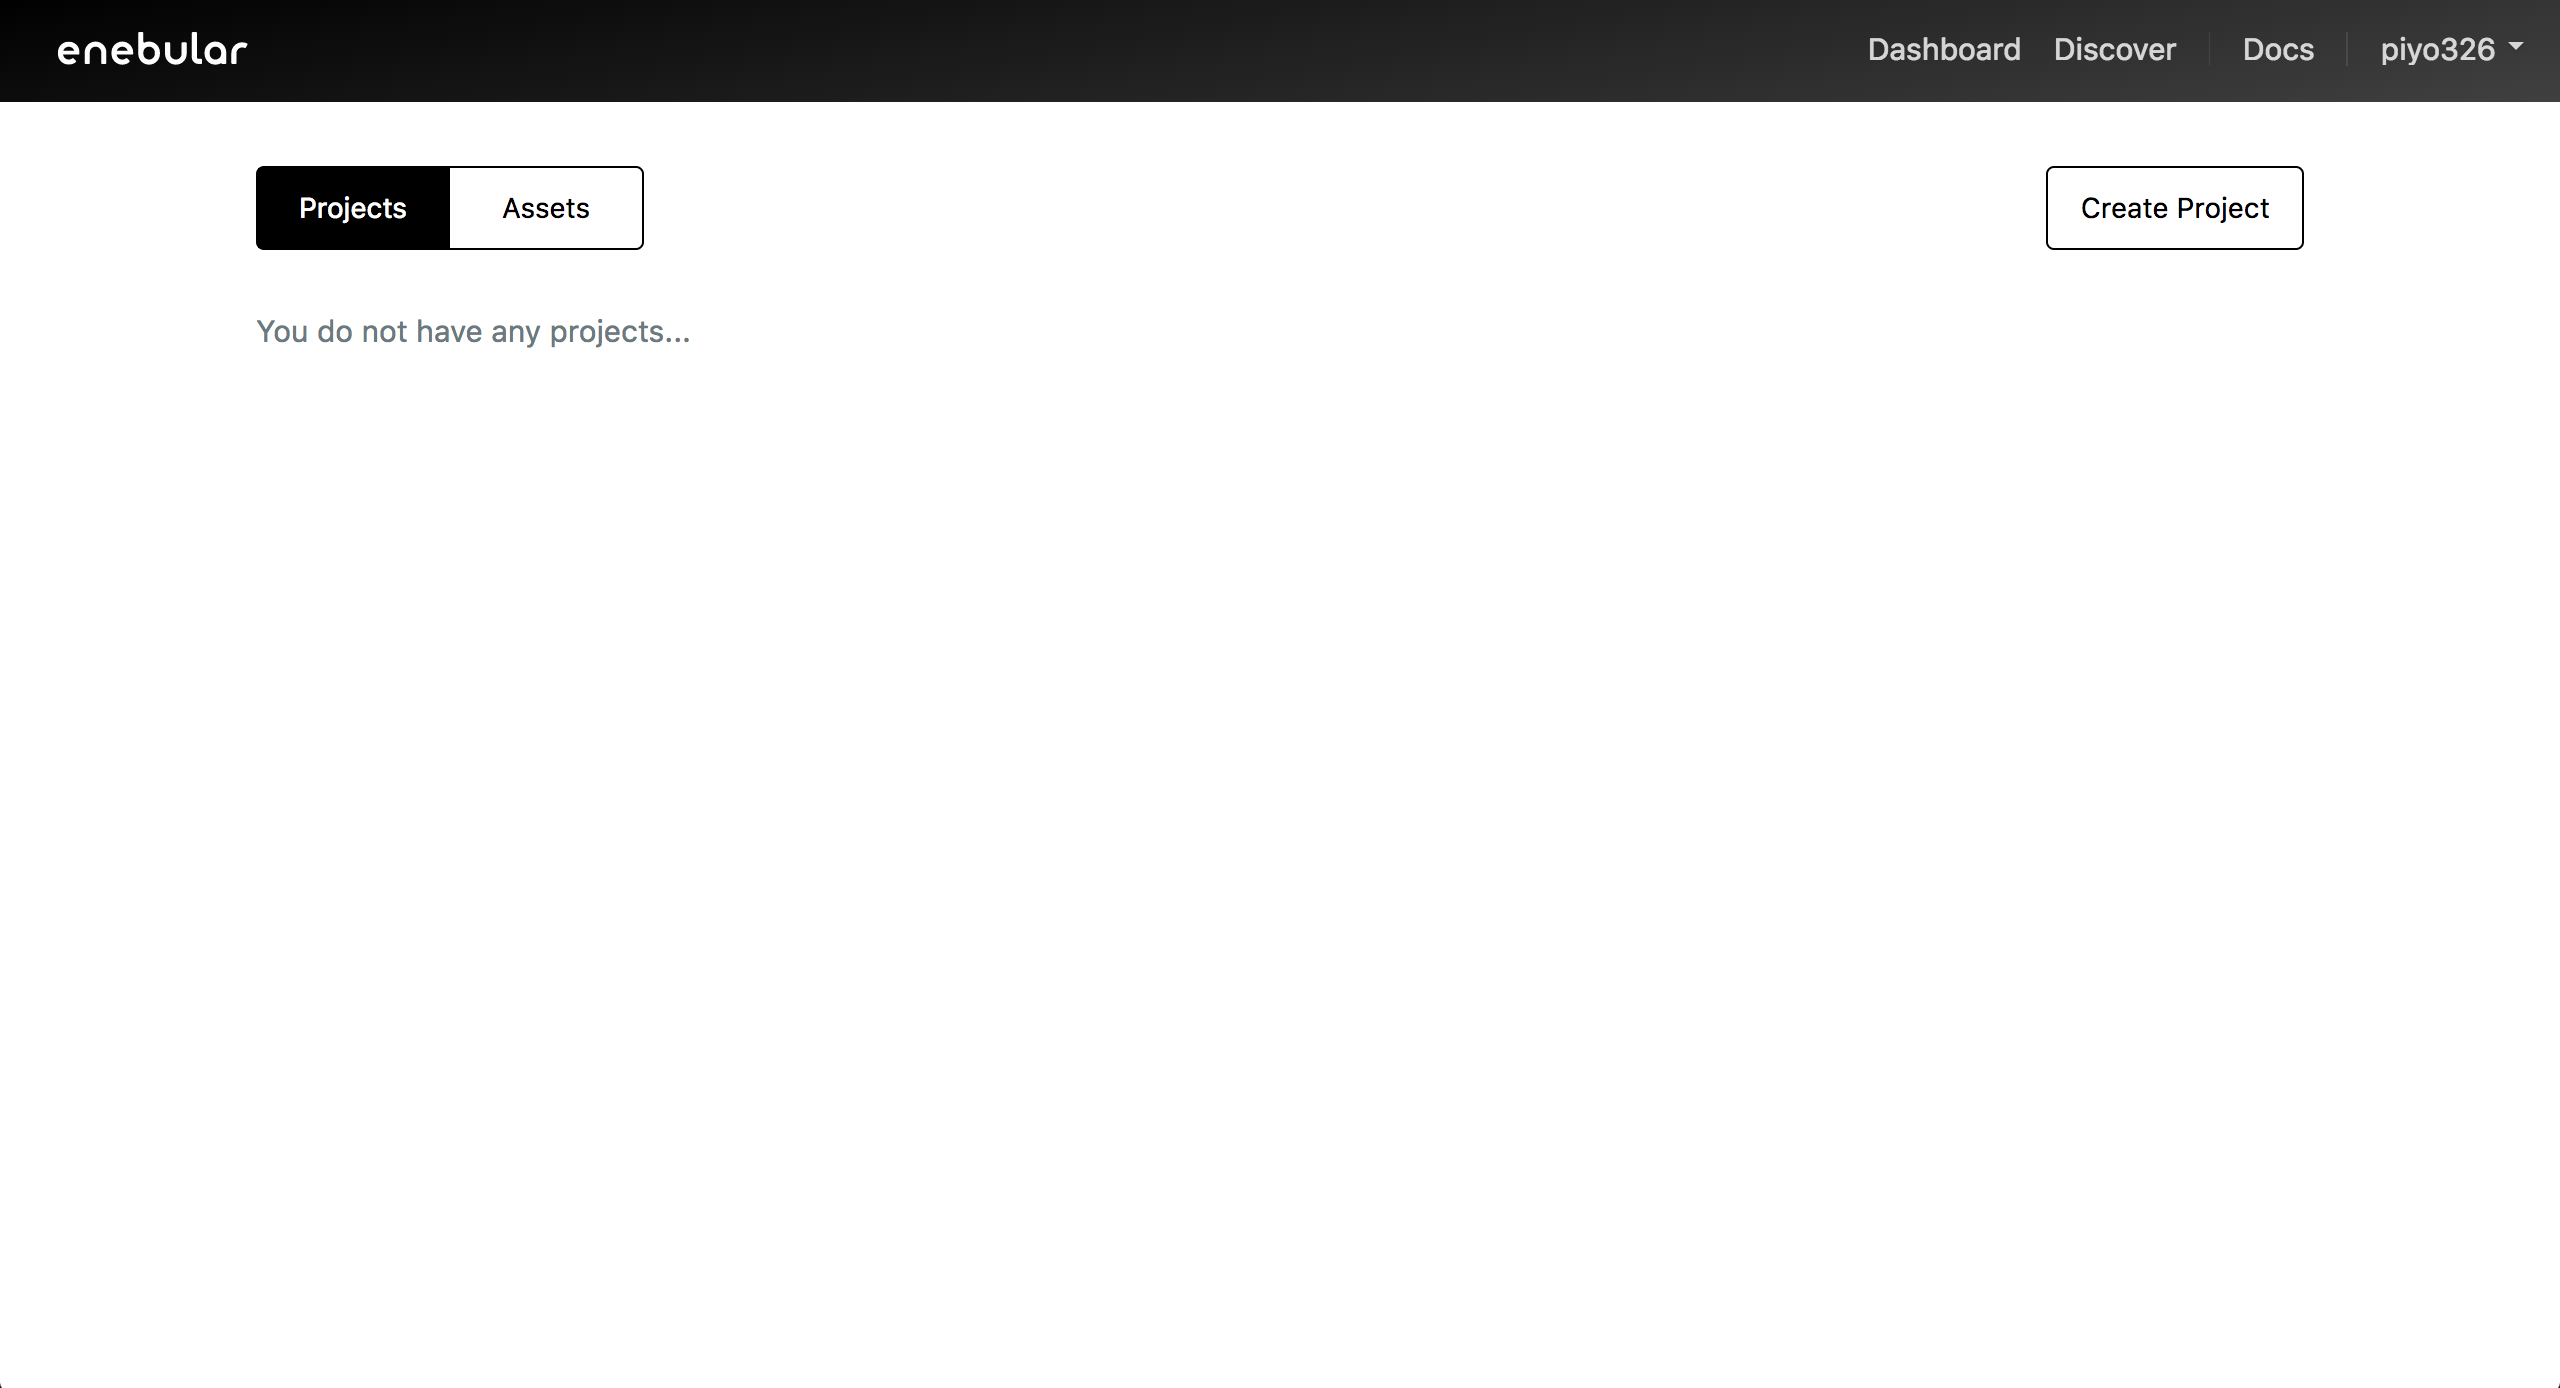 enebular
Dashboard Discover Docs piyo326
Projects Assets Create Project
You do not have any projects...